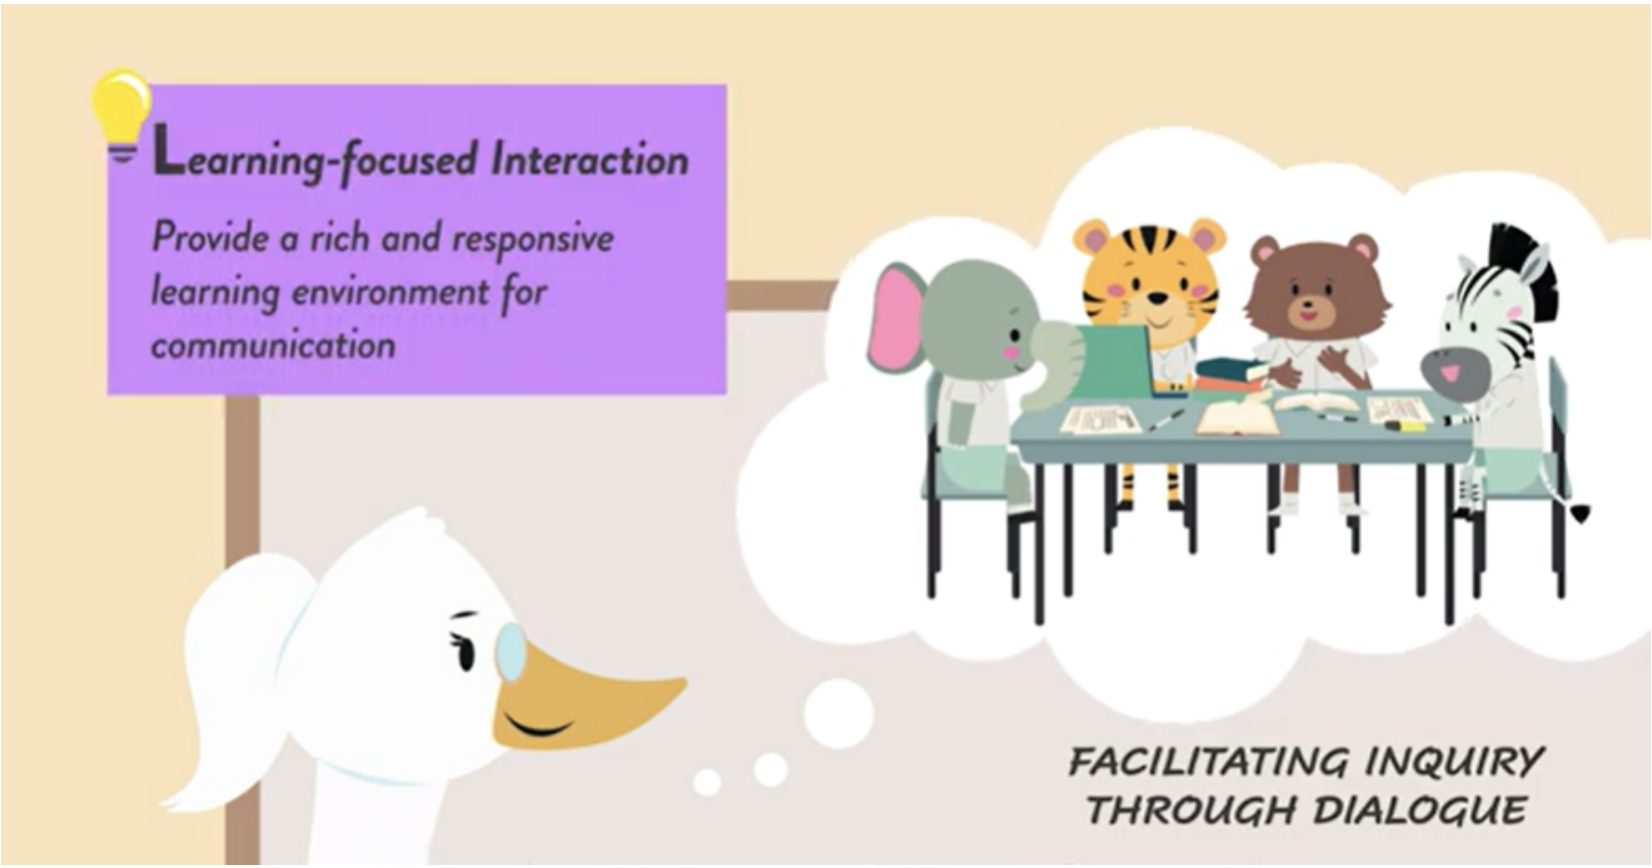 Learning-focused Interaction
Provide a rich and responsive
learning environment for
communication
FACILITATING INQUIRY
THROUGH DIALOGUE